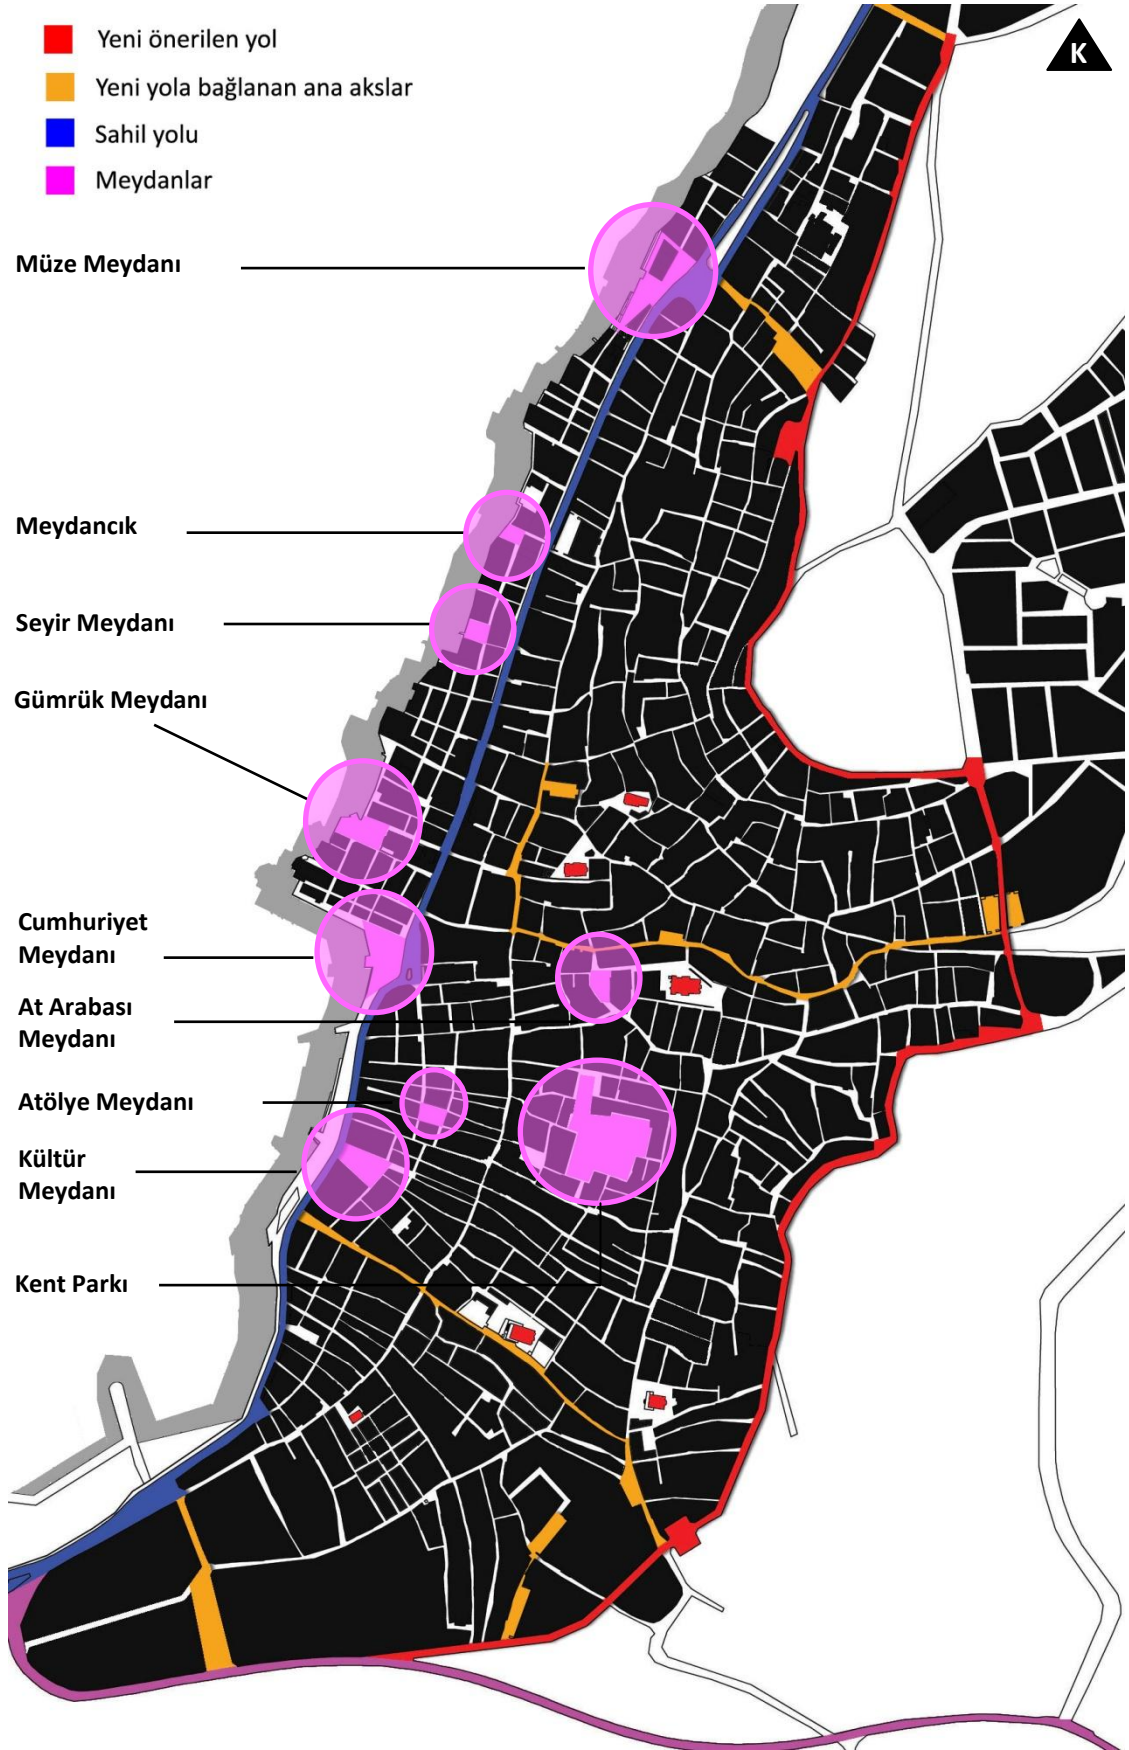 Yeni önerilen yol
K
Yeni yola bağlanan ana akslar
Sahil yolu
Meydanlar
Müze Meydanı
Meydancık
Seyir Meydanı
Gümrük Meydanı
Cumhuriyet
Meydanı
At Arabası
Meydanı
Atölye Meydanı
Kültür
Meydanı
Kent Parkı